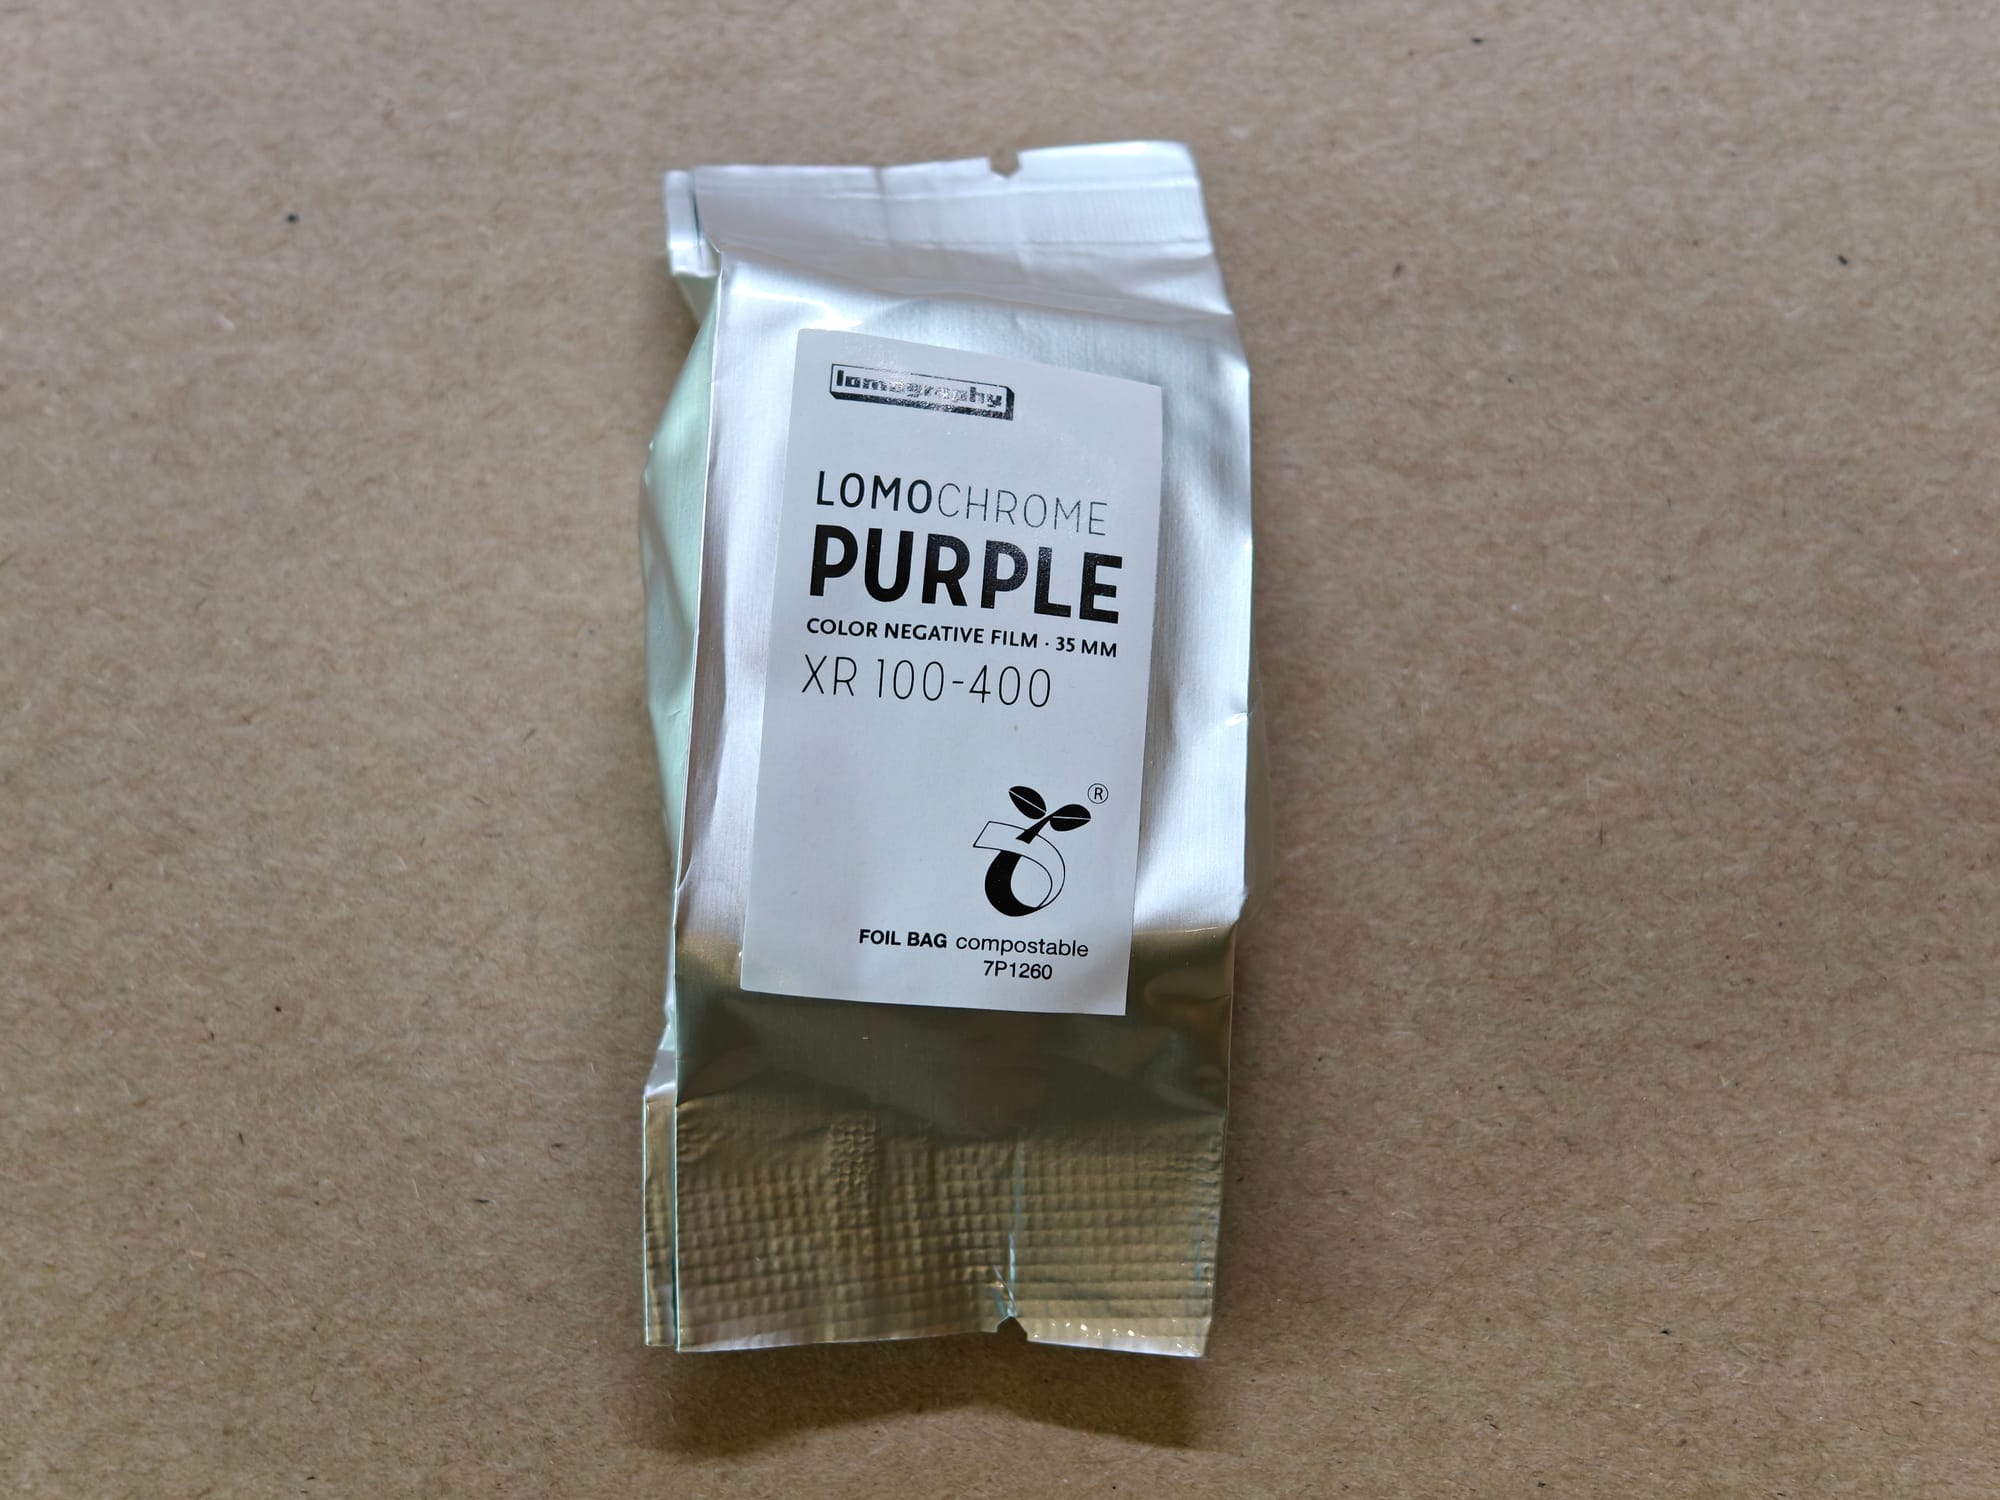 lomography
LOMOCHROME
PURPLE
COLOR NEGATIVE FILM · 35 MM
XR 100-400
®
FOIL BAG compostable
7P1260